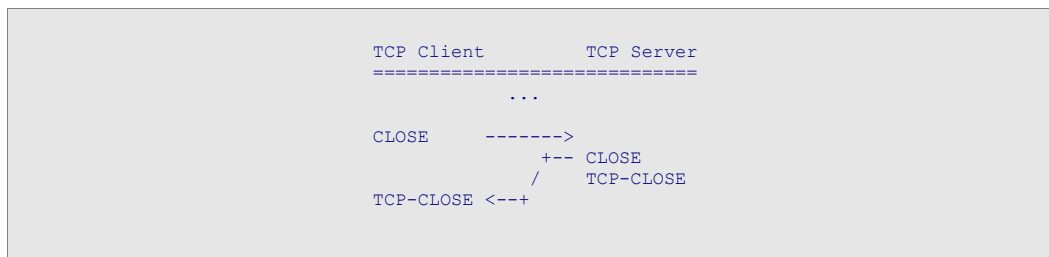 TCP Client         TCP Server
=============================
            ...
CLOSE     ------->
               +-- CLOSE
              /    TCP-CLOSE
TCP-CLOSE <--+